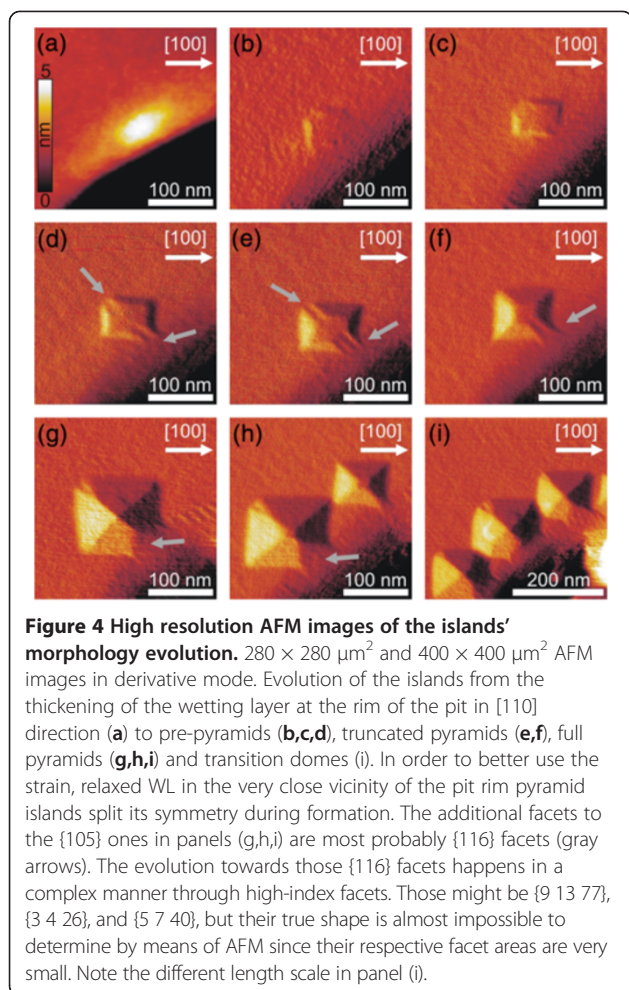 (a) [100] (b) [100] (c) [100]
5
nm
0
100 nm 100 nm 100 nm
(d) [100] (e) [100] (f) [100]
100 nm 100 nm 100 nm
(g) [100] (h) [100] (i) [100]
100 nm 100 nm 200 nm
Figure 4 High resolution AFM images of the islands’
morphology evolution. 280 × 280 μm² and 400 × 400 μm² AFM
images in derivative mode. Evolution of the islands from the
thickening of the wetting layer at the rim of the pit in [110]
direction (a) to pre-pyramids (b,c,d), truncated pyramids (e,f), full
pyramids (g,h,i) and transition domes (i). In order to better use the
strain, relaxed WL in the very close vicinity of the pit rim pyramid
islands split its symmetry during formation. The additional facets to
the {105} ones in panels (g,h,i) are most probably {116} facets (gray
arrows). The evolution towards those {116} facets happens in a
complex manner through high-index facets. Those might be {9 13 77},
{3 4 26}, and {5 7 40}, but their true shape is almost impossible to
determine by means of AFM since their respective facet areas are very
small. Note the different length scale in panel (i).